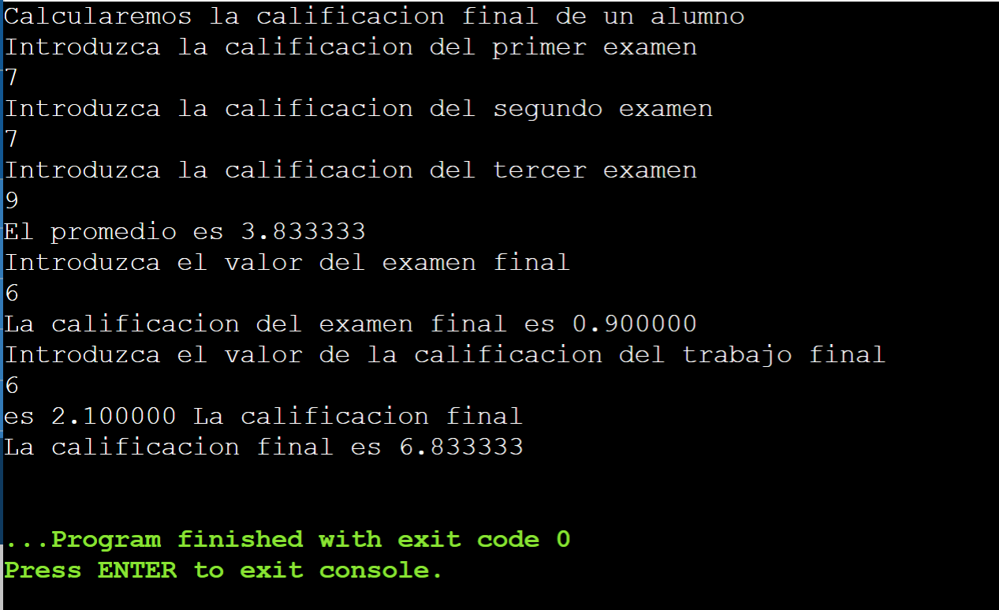 Calcularemos la calificacion final de un alumno
Introduzca la calificacion del primer examen
7
Introduzca la calificacion del segundo examen
7
Introduzca la calificacion del tercer examen
9
El promedio es 3.833333
Introduzca el valor del examen final
6
La calificacion del examen final es 0.900000
Introduzca el valor de la calificacion del trabajo final
6
es 2.100000 La calificacion final
La calificacion final es 6.833333
...Program finished with exit code 0
Press ENTER to exit console.